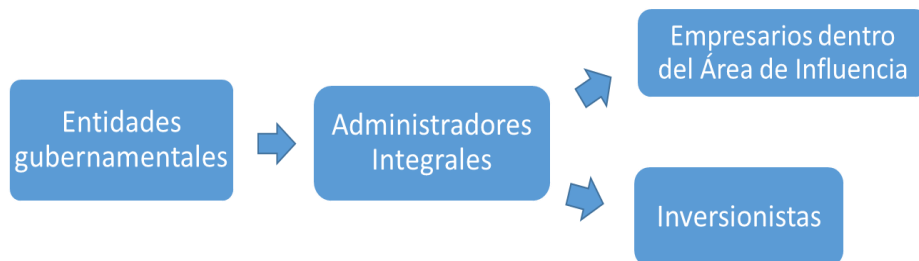 Entidades
gubernamentales
Administradores
Integrales
Empresarios dentro
del Área de Influencia
Inversionistas